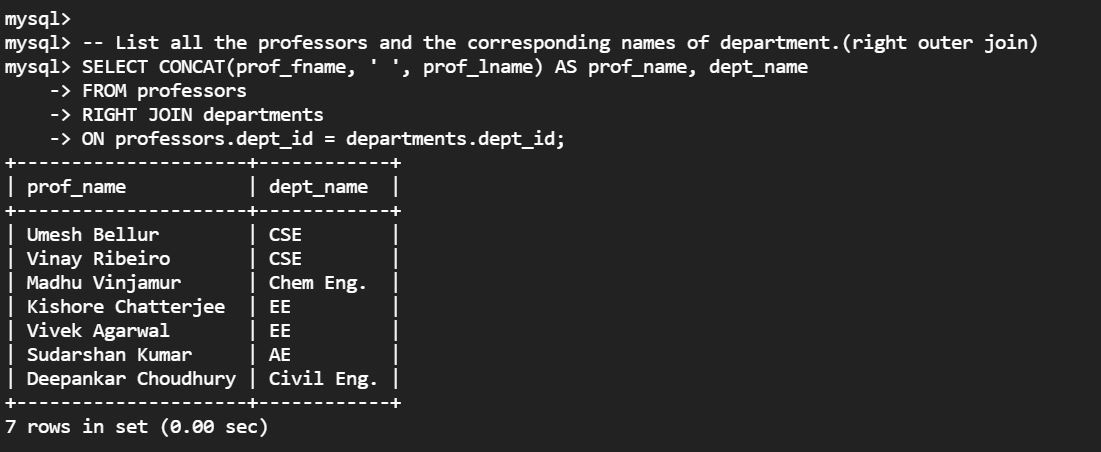 mysql>
mysql> -- List all the professors and the corresponding names of department.(right outer join)
mysql> SELECT CONCAT(prof_fname, ' ', prof_lname) AS prof_name, dept_name
    -> FROM professors
    -> RIGHT JOIN departments
    -> ON professors.dept_id = departments.dept_id;
+---------------------+------------+
| prof_name           | dept_name  |
+---------------------+------------+
| Umesh Bellur        | CSE        |
| Vinay Ribeiro       | CSE        |
| Madhu Vinjamur      | Chem Eng.  |
| Kishore Chatterjee  | EE         |
| Vivek Agarwal       | EE         |
| Sudarshan Kumar     | AE         |
| Deepankar Choudhury | Civil Eng. |
+---------------------+------------+
7 rows in set (0.00 sec)